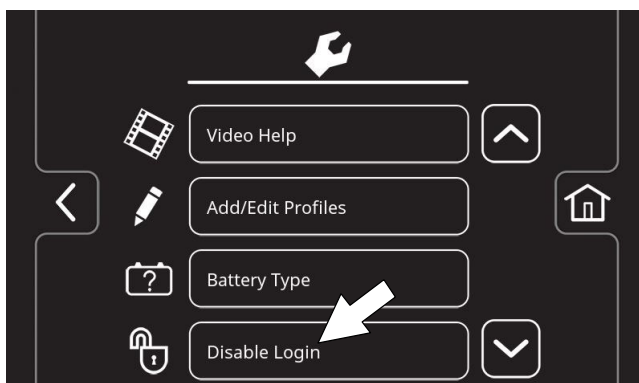 Video Help
Add/Edit Profiles
?
Battery Type
Disable Login